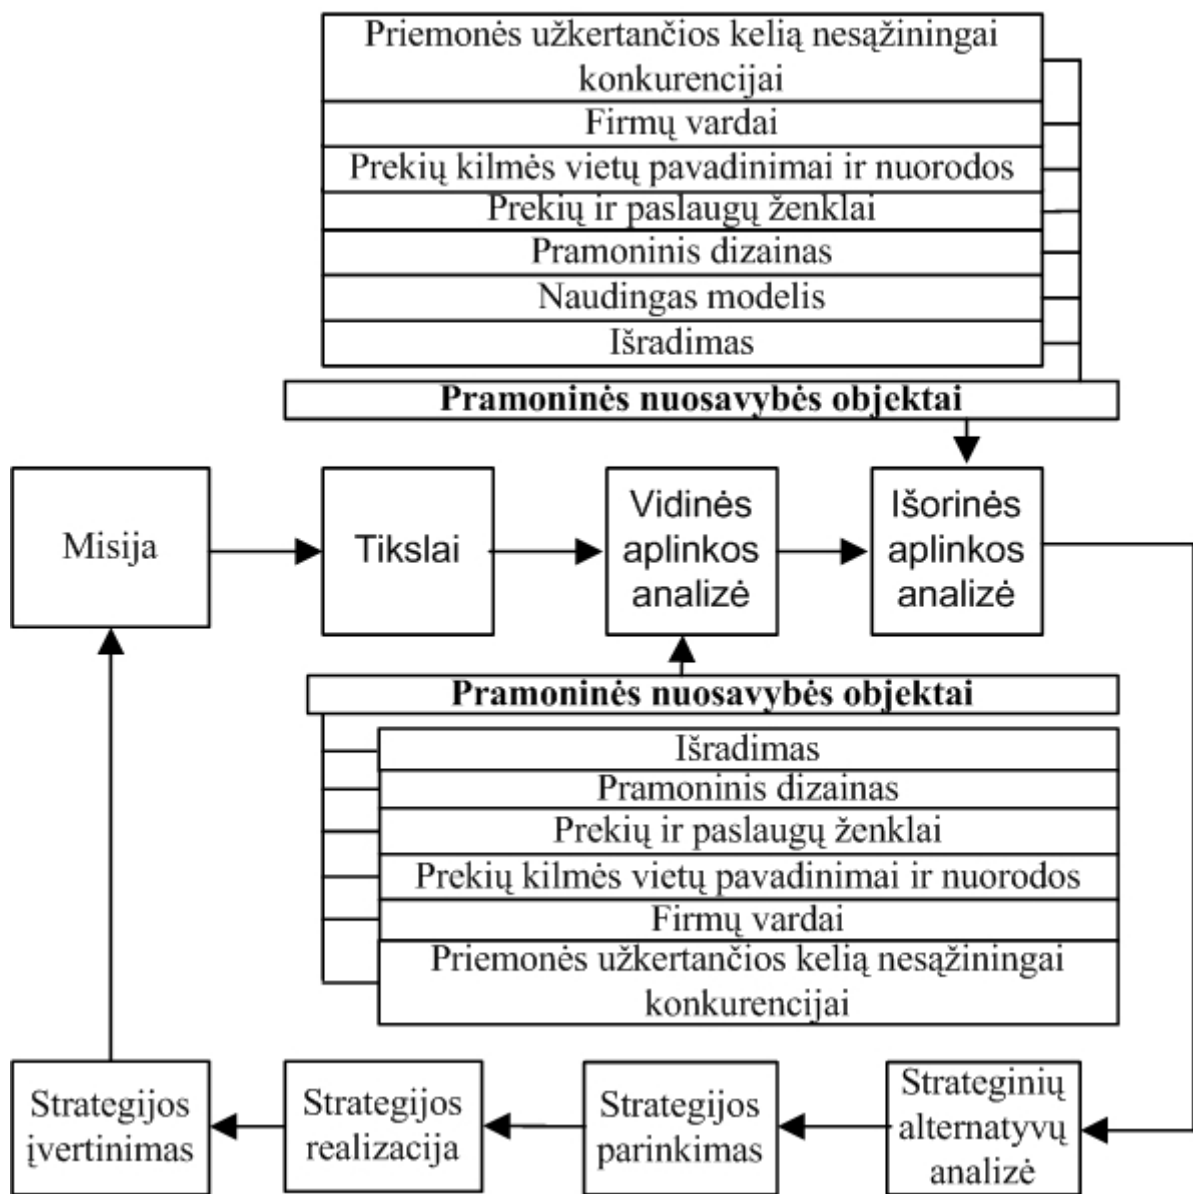 Priemonės užkertančios kelią nesąžiningai
konkurencijai
Firmų vardai
Prekių kilmės vietų pavadinimai ir nuorodos
Prekių ir paslaugų ženklai
Pramoninis dizainas
Naudingas modelis
Išradimas
Pramoninės nuosavybės objektai
Misija
Tikslai
Vidinės
aplinkos
analizė
Išorinės
aplinkos
analizė
Pramoninės nuosavybės objektai
Išradimas
Pramoninis dizainas
Prekių ir paslaugų ženklai
Prekių kilmės vietų pavadinimai ir nuorodos
Firmų vardai
Priemonės užkertančios kelią nesąžiningai
konkurencijai
Strategijos
įvertinimas
Strategijos
realizacija
Strategijos
parinkimas
Strateginių
alternatyvų
analizė